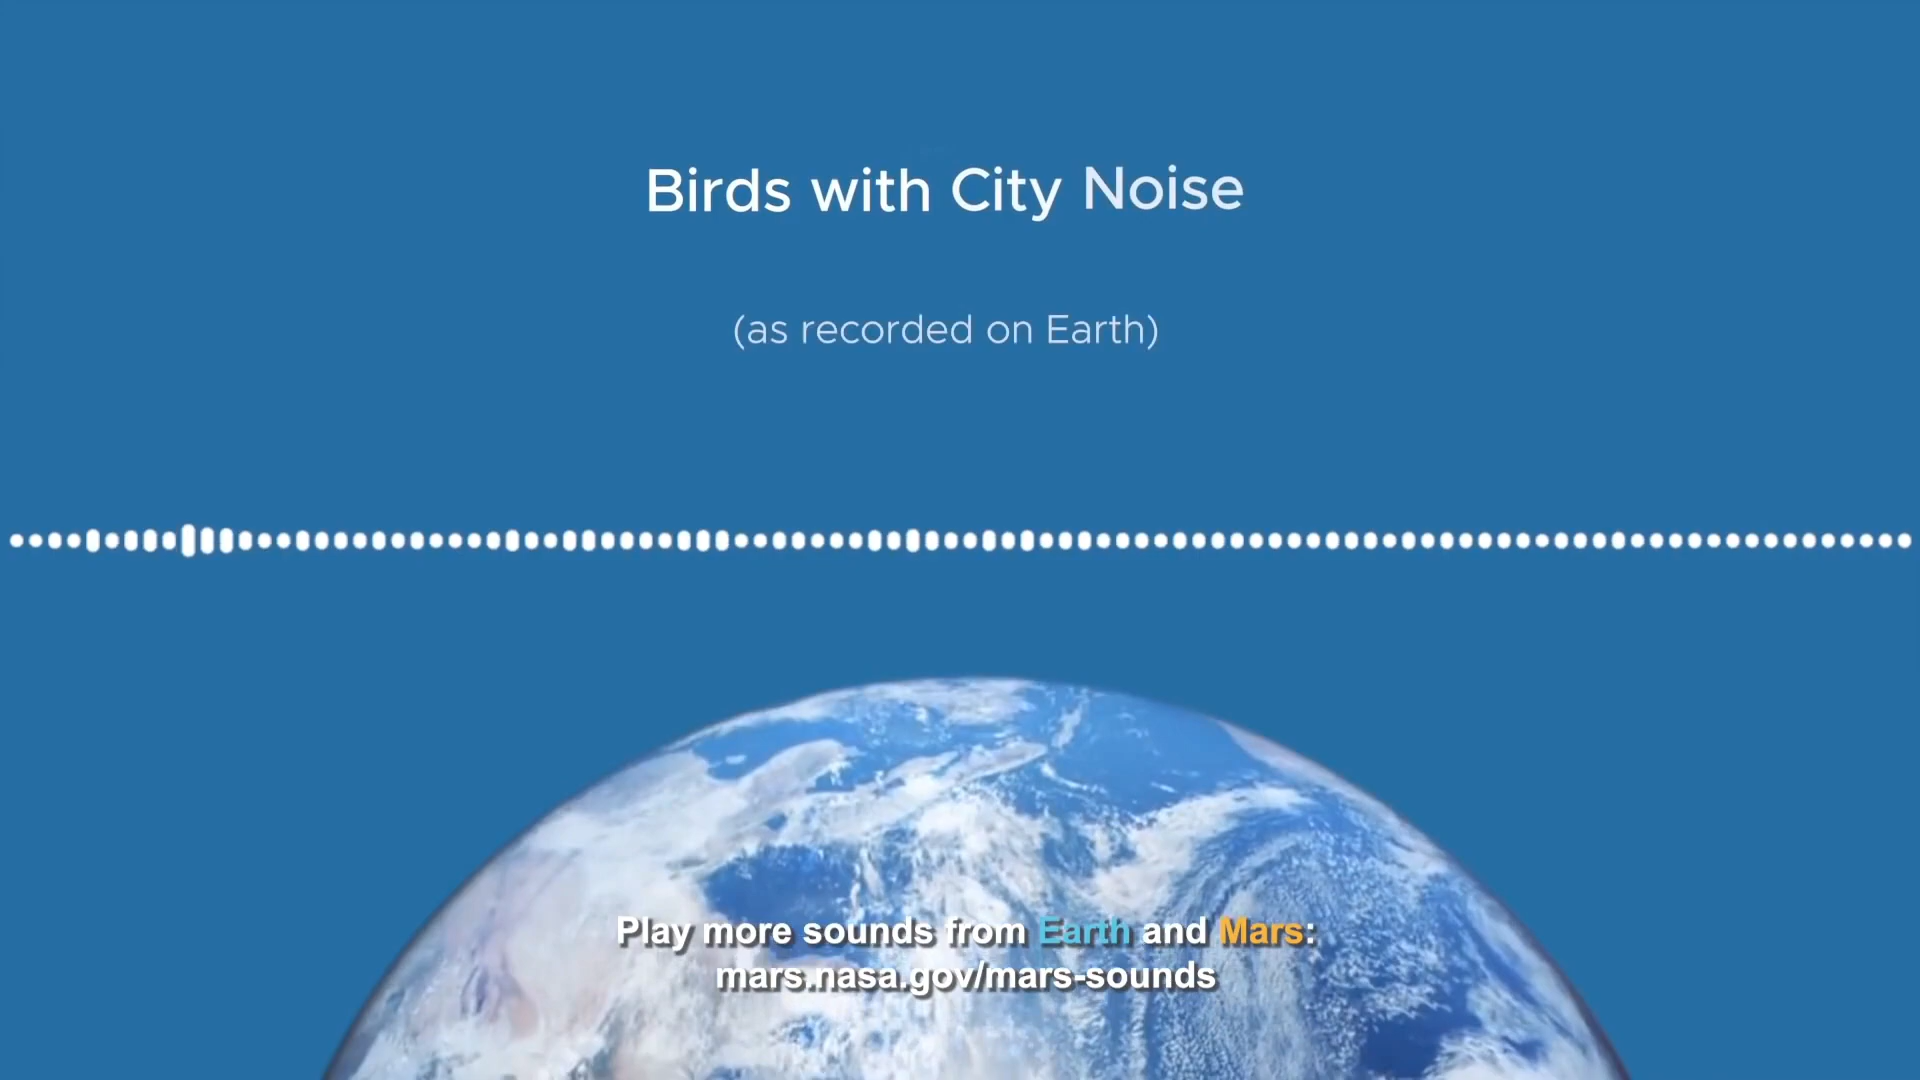 Birds with City Noise
(as recorded on Earth)
Play more sounds from Earth and Mars:
mars.nasa.gov/mars-sounds